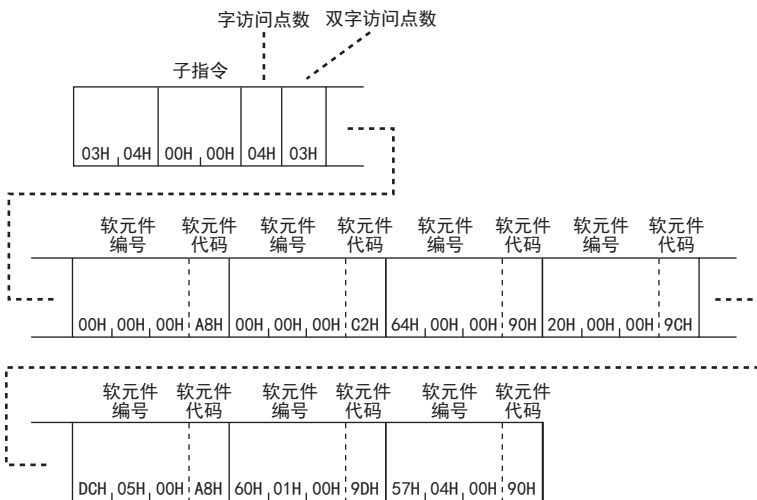 字访问点数 双字访问点数
子指令
03H 04H 00H 00H 04H 03H
软元件 软元件 软元件 软元件 软元件 软元件 软元件 软元件
编号 代码 编号 代码 编号 代码 编号 代码
00H 00H 00H A8H 00H 00H 00H C2H 64H 00H 00H 90H 20H 00H 00H 9CH
软元件 软元件 软元件 软元件 软元件 软元件
编号 代码 编号 代码 编号 代码
DCH 05H 00H A8H 60H 01H 00H 9DH 57H 04H 00H 90H